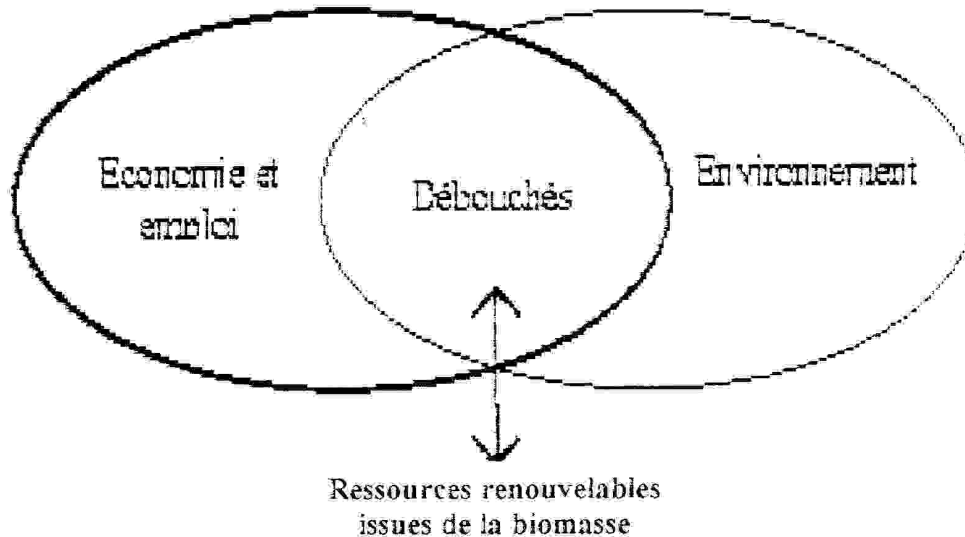 Economie et
emploi
Débouchés
Environnement
Ressources renouvelables
issues de la biomasse